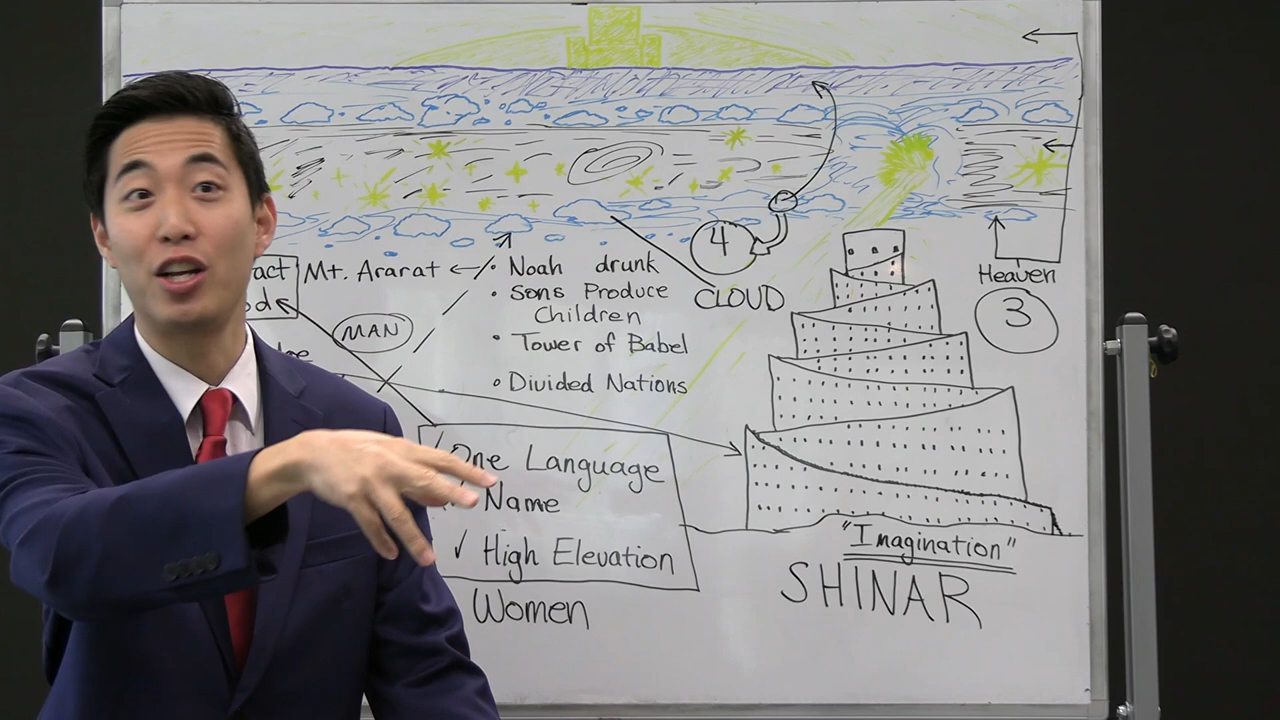 Mt. Ararat
MAN
• Noah drunk
• Sons Produce
Children
• Tower of Babel
• Divided Nations
4
CLOUD
Heaven
3
One Language
Name
✓ High Elevation
Women
"Imagination"
SHINAR